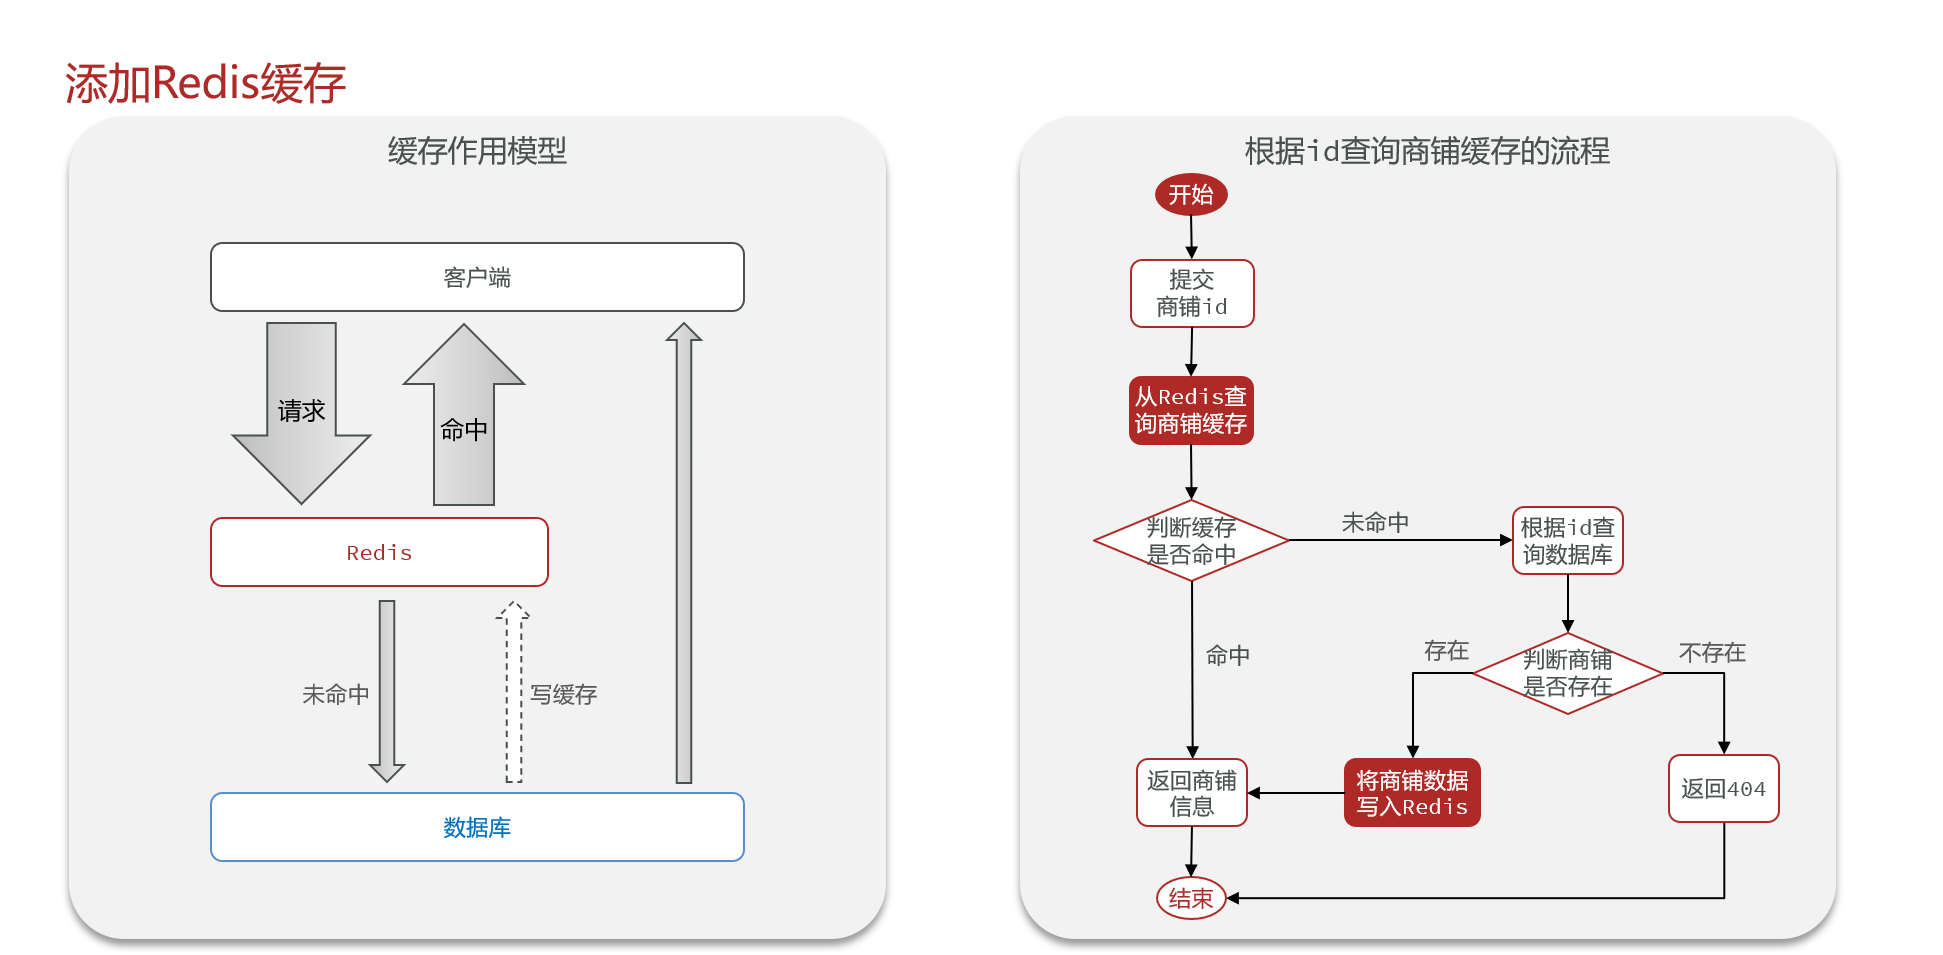 添加Redis缓存
缓存作用模型
客户端
请求
命中
Redis
未命中
写缓存
数据库
根据id查询商铺缓存的流程
开始
提交
商铺id
从Redis查
询商铺缓存
判断缓存
是否命中
未命中
根据id查
询数据库
命中
存在
判断商铺
是否存在
不存在
返回商铺
信息
将商铺数据
写入Redis
返回404
结束